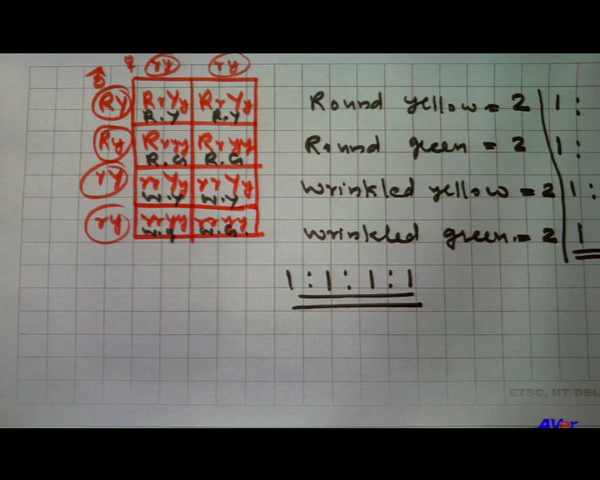 ry ry
RY RrYy RrYy Round yellow = 2 1 :
R.Y R.Y
Ry Rryy Rryy Round green = 2 1 :
R.G R.G
rY rrYy rrYy wrinkled yellow = 2 1 :
W.Y W.Y
ry rryy rryy wrinkled green = 2 1
W.G.
1 : 1 : 1 : 1
ETSC, IIT DEL
AVer